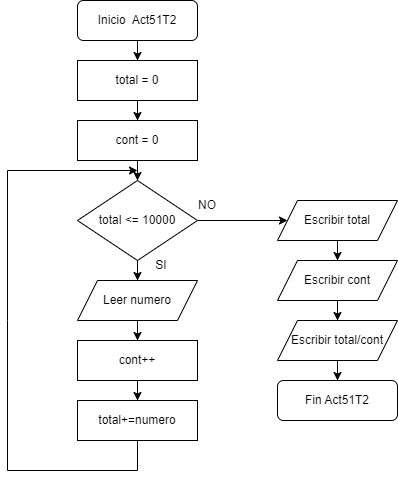 Inicio Act51T2
total = 0
cont = 0
total <= 10000
NO
SI
Leer numero
cont++
total+=numero
Escribir total
Escribir cont
Escribir total/cont
Fin Act51T2